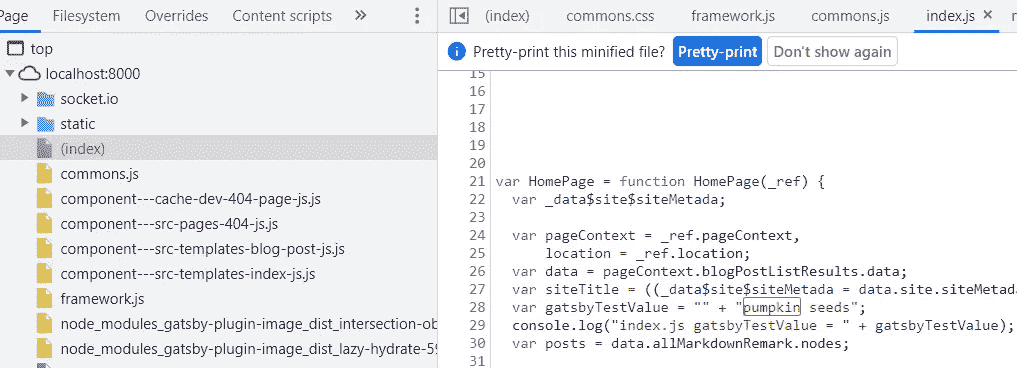 Page Filesystem Overrides Content scripts »
top
localhost:8000
socket.io
static
(index)
commons.js
component---cache-dev-404-page-js.js
component---src-pages-404-js.js
component---src-templates-blog-post-js.js
component---src-templates-index-js.js
framework.js
node_modules_gatsby-plugin-image_dist_intersection-ob
node_modules_gatsby-plugin-image_dist_lazy-hydrate-59
(index) commons.css framework.js commons.js index.js ×
Pretty-print this minified file? Pretty-print Don't show again
15
16
17
18
19
20
21 var HomePage = function HomePage(_ref) {
22 var _data$site$siteMetada;
23
24 var pageContext = _ref.pageContext,
25 location = _ref.location;
26 var data = pageContext.blogPostListResults.data;
27 var siteTitle = ((_data$site$siteMetada = data.site.siteMetad
28 var gatsbyTestValue = "" + "pumpkin seeds";
29 console.log("index.js gatsbyTestValue = " + gatsbyTestValue);
30 var posts = data.allMarkdownRemark.nodes;
31